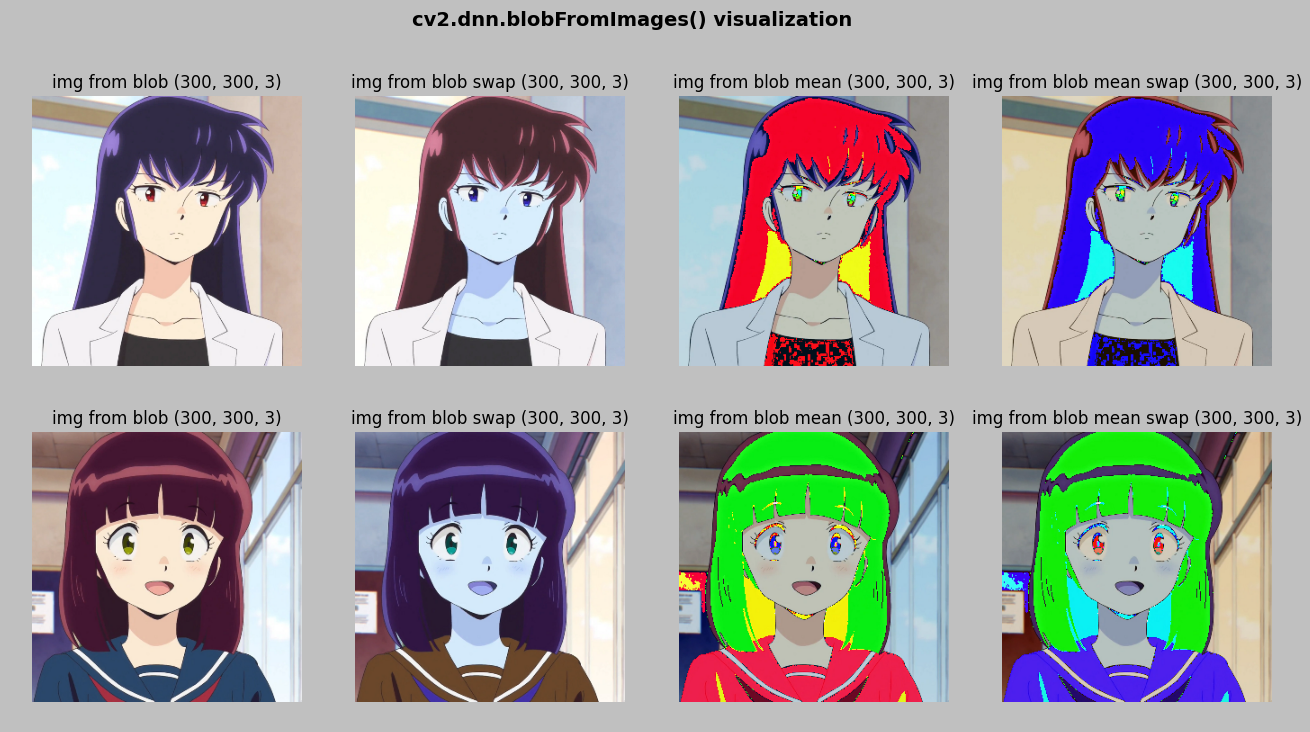 cv2.dnn.blobFromImages() visualization
img from blob (300, 300, 3)
img from blob swap (300, 300, 3)
img from blob mean (300, 300, 3)
img from blob mean swap (300, 300, 3)
img from blob (300, 300, 3)
img from blob swap (300, 300, 3)
img from blob mean (300, 300, 3)
img from blob mean swap (300, 300, 3)